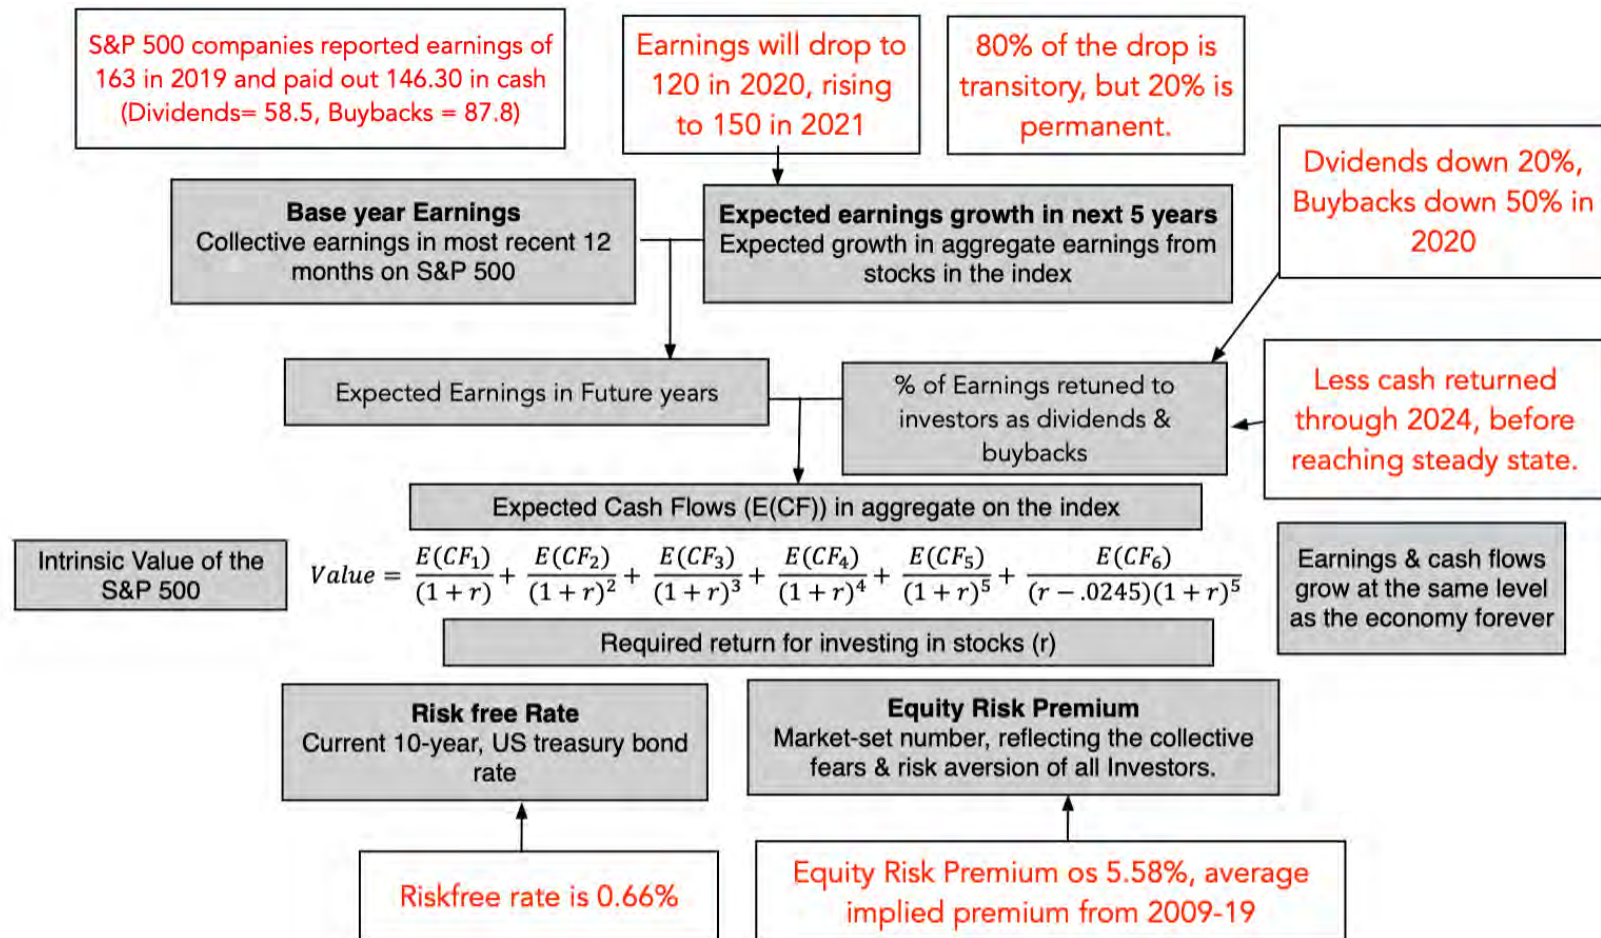 S&P 500 companies reported earnings of
163 in 2019 and paid out 146.30 in cash
(Dividends= 58.5, Buybacks = 87.8)
Earnings will drop to
120 in 2020, rising
to 150 in 2021
80% of the drop is
transitory, but 20% is
permanent.
Dvidends down 20%,
Buybacks down 50% in
2020
Base year Earnings
Collective earnings in most recent 12
months on S&P 500
Expected earnings growth in next 5 years
Expected growth in aggregate earnings from
stocks in the index
Expected Earnings in Future years
% of Earnings retuned to
investors as dividends &
buybacks
Less cash returned
through 2024, before
reaching steady state.
Expected Cash Flows (E(CF)) in aggregate on the index
Intrinsic Value of the
S&P 500
Value = E(CF₁)/(1 + r) + E(CF₂)/(1 + r)² + E(CF₃)/(1 + r)³ + E(CF₄)/(1 + r)⁴ + E(CF₅)/(1 + r)⁵ + E(CF₆)/(r − .0245)(1 + r)⁵
Earnings & cash flows
grow at the same level
as the economy forever
Required return for investing in stocks (r)
Risk free Rate
Current 10-year, US treasury bond
rate
Equity Risk Premium
Market-set number, reflecting the collective
fears & risk aversion of all Investors.
Riskfree rate is 0.66%
Equity Risk Premium os 5.58%, average
implied premium from 2009-19